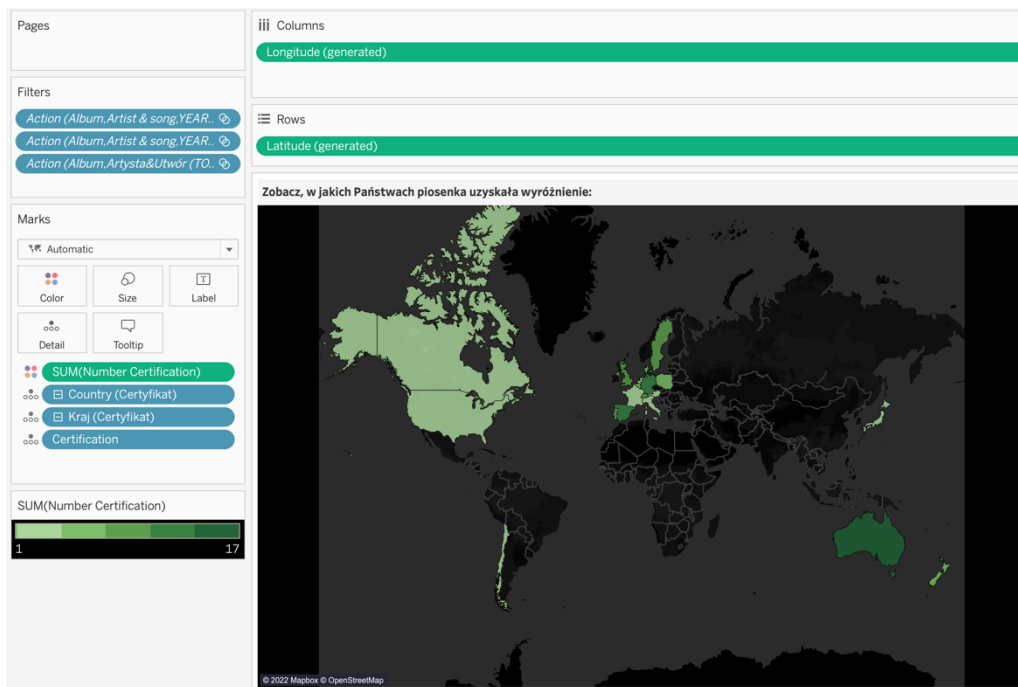 Pages
Columns
Longitude (generated)
Filters
Action (Album,Artist & song,YEAR..
Action (Album,Artist & song,YEAR..
Action (Album,Artysta&Utwór (TO..
Rows
Latitude (generated)
Zobacz, w jakich Państwach piosenka uzyskała wyróżnienie:
Marks
Automatic
Color
Size
T
Label
Detail
Tooltip
SUM(Number Certification)
Country (Certyfikat)
Kraj (Certyfikat)
Certification
SUM(Number Certification)
1
17
© 2022 Mapbox © OpenStreetMap